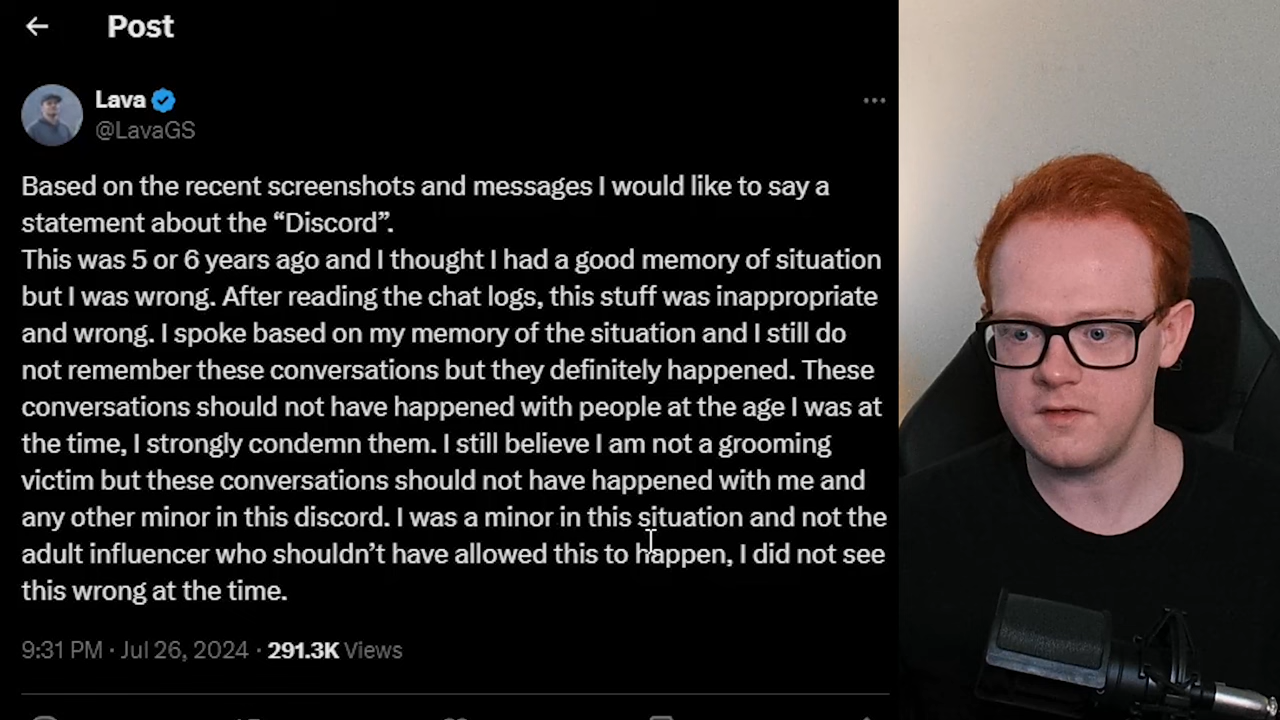 Post
Lava
@LavaGS
Based on the recent screenshots and messages I would like to say a
statement about the “Discord”.
This was 5 or 6 years ago and I thought I had a good memory of situation
but I was wrong. After reading the chat logs, this stuff was inappropriate
and wrong. I spoke based on my memory of the situation and I still do
not remember these conversations but they definitely happened. These
conversations should not have happened with people at the age I was at
the time, I strongly condemn them. I still believe I am not a grooming
victim but these conversations should not have happened with me and
any other minor in this discord. I was a minor in this situation and not the
adult influencer who shouldn’t have allowed this to happen, I did not see
this wrong at the time.
9:31 PM · Jul 26, 2024 · 291.3K Views